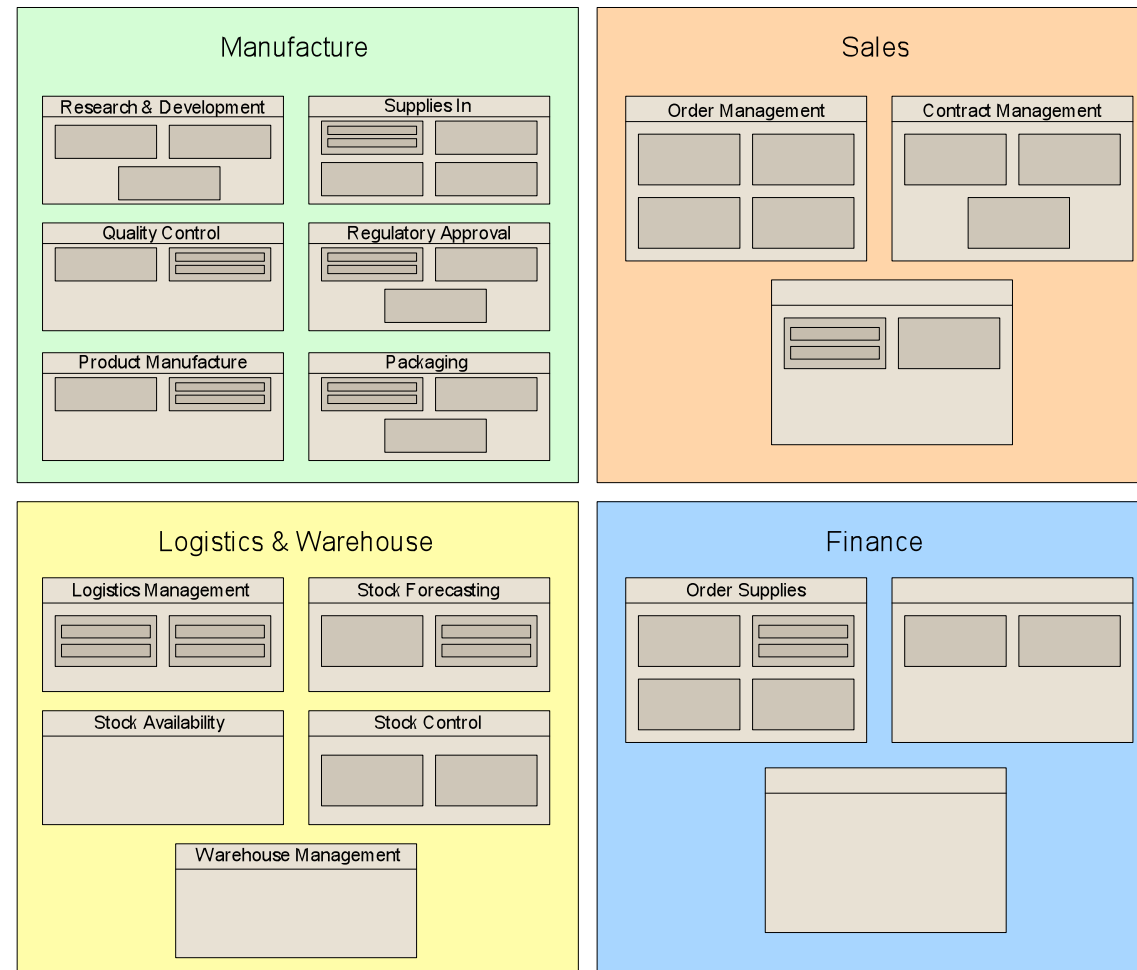 Manufacture
Research & Development
Supplies In
Quality Control
Regulatory Approval
Product Manufacture
Packaging
Sales
Order Management
Contract Management
Logistics & Warehouse
Logistics Management
Stock Forecasting
Stock Availability
Stock Control
Warehouse Management
Finance
Order Supplies